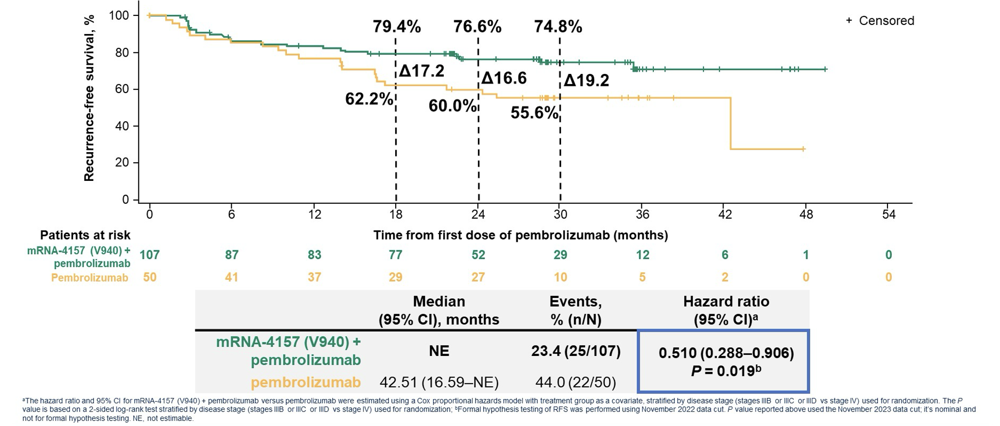 Recurrence-free survival, %
100
80
60
40
20
0
+ Censored
79.4% 76.6% 74.8%
Δ17.2 Δ16.6 Δ19.2
62.2% 60.0% 55.6%
0 6 12 18 24 30 36 42 48 54
Patients at risk Time from first dose of pembrolizumab (months)
mRNA-4157 (V940) +
pembrolizumab
107 87 83 77 52 29 12 6 1 0
Pembrolizumab 50 41 37 29 27 10 5 2 0 0
Median
(95% CI), months
Events,
% (n/N)
Hazard ratio
(95% CI)ᵃ
mRNA-4157 (V940) +
pembrolizumab
NE
23.4 (25/107)
pembrolizumab
42.51 (16.59–NE)
44.0 (22/50)
0.510 (0.288–0.906)
P = 0.019ᵇ
ᵃThe hazard ratio and 95% CI for mRNA-4157 (V940) + pembrolizumab versus pembrolizumab were estimated using a Cox proportional hazards model with treatment group as a covariate, stratified by disease stage (stages IIIB or IIIC or IIID vs stage IV) used for randomization. The P
value is based on a 2-sided log-rank test stratified by disease stage (stages IIIB or IIIC or IIID vs stage IV) used for randomization; ᵇFormal hypothesis testing of RFS was performed using November 2022 data cut. P value reported above used the November 2023 data cut; it's nominal and
not for formal hypothesis testing. NE, not estimable.